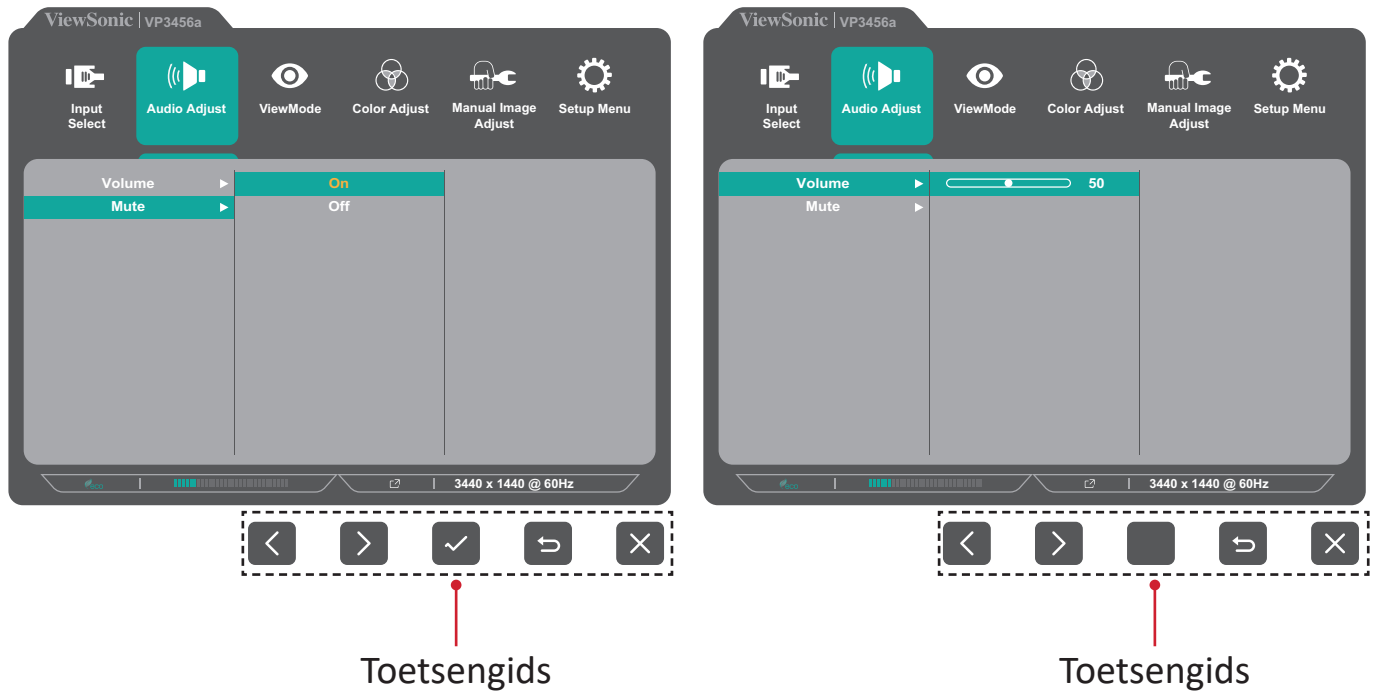 ViewSonic VP3456a
Input Select
Audio Adjust
ViewMode
Color Adjust
Manual Image Adjust
Setup Menu
Volume
On
Mute
Off
eco
3440 x 1440 @ 60Hz
Toetsengids
ViewSonic VP3456a
Input Select
Audio Adjust
ViewMode
Color Adjust
Manual Image Adjust
Setup Menu
Volume
50
Mute
eco
3440 x 1440 @ 60Hz
Toetsengids